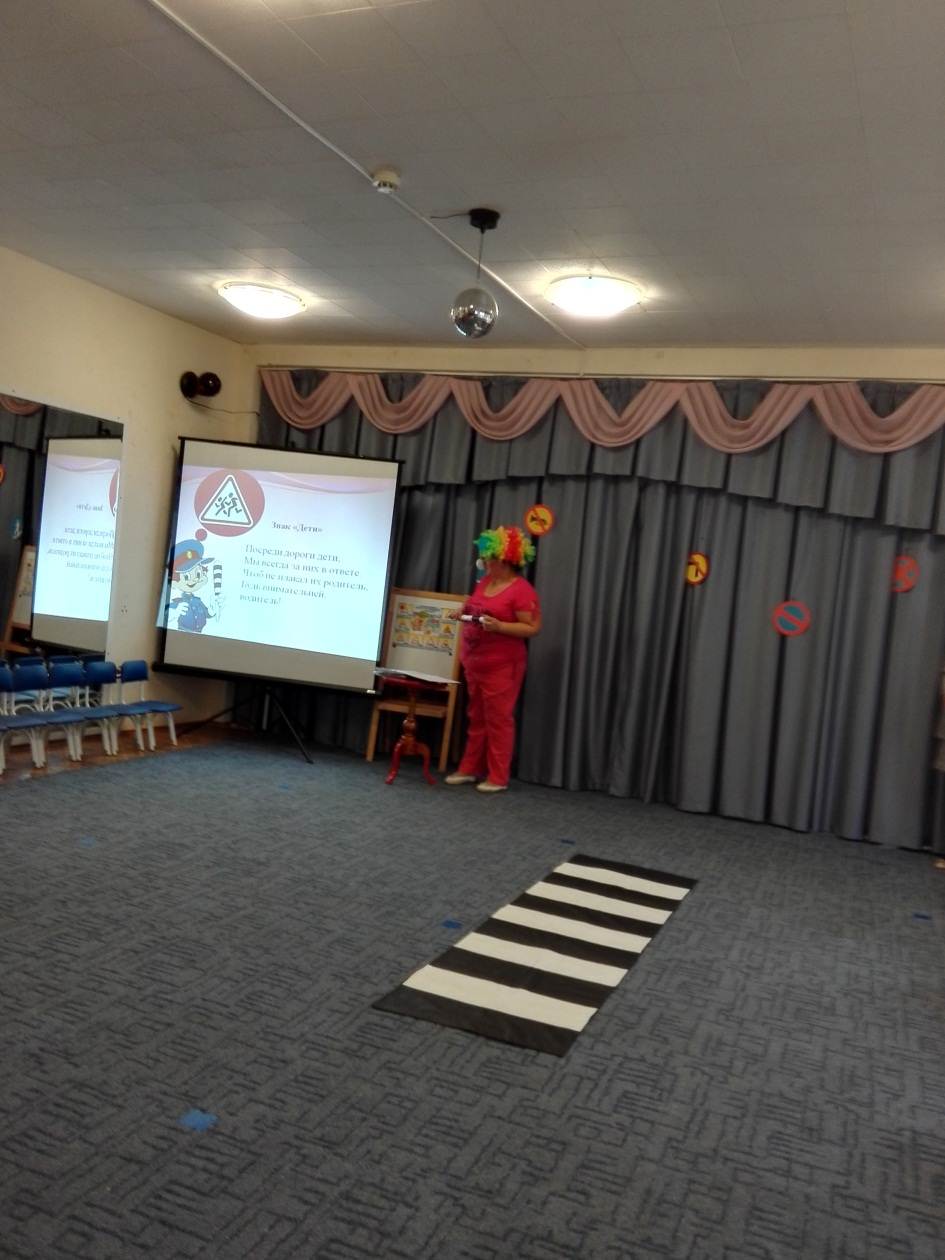 Знак «Дети»
Посреди дороги дети,
Мы всегда за них в ответе.
Чтоб не плакал их родитель,
Будь внимательней,
водитель!